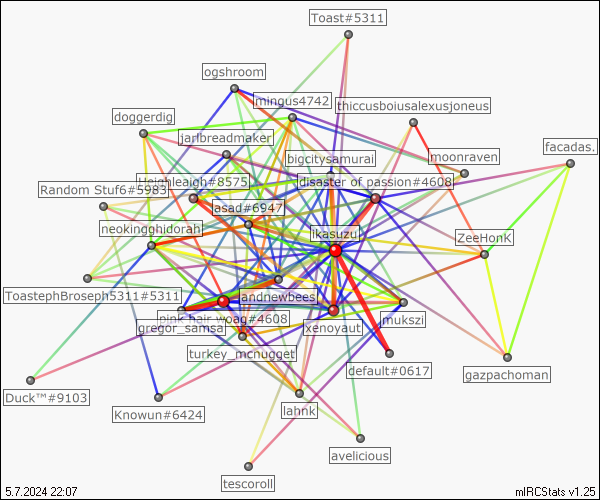 Toast#5311
ogshroom
mingus4742
thiccusboiusalexusjoneus
doggerdig
jarlbreadmaker
facadas.
bigcitysamurai
moonraven
Random Stuf6#5983
Heighleaigh#8575
disaster of passion#4608
asad#6947
neokingghidorah
ikasuzu
ZeeHonK
ToastephBroseph5311#5311
andnewbees
pink hair woag#4608
gregor_samsa
xenoyaut
mukszi
turkey_mcnugget
default#0617
gazpachoman
Duck™#9103
Knowun#6424
lahnk
avelicious
tescoroll
5.7.2024 22:07
mIRCStats v1.25